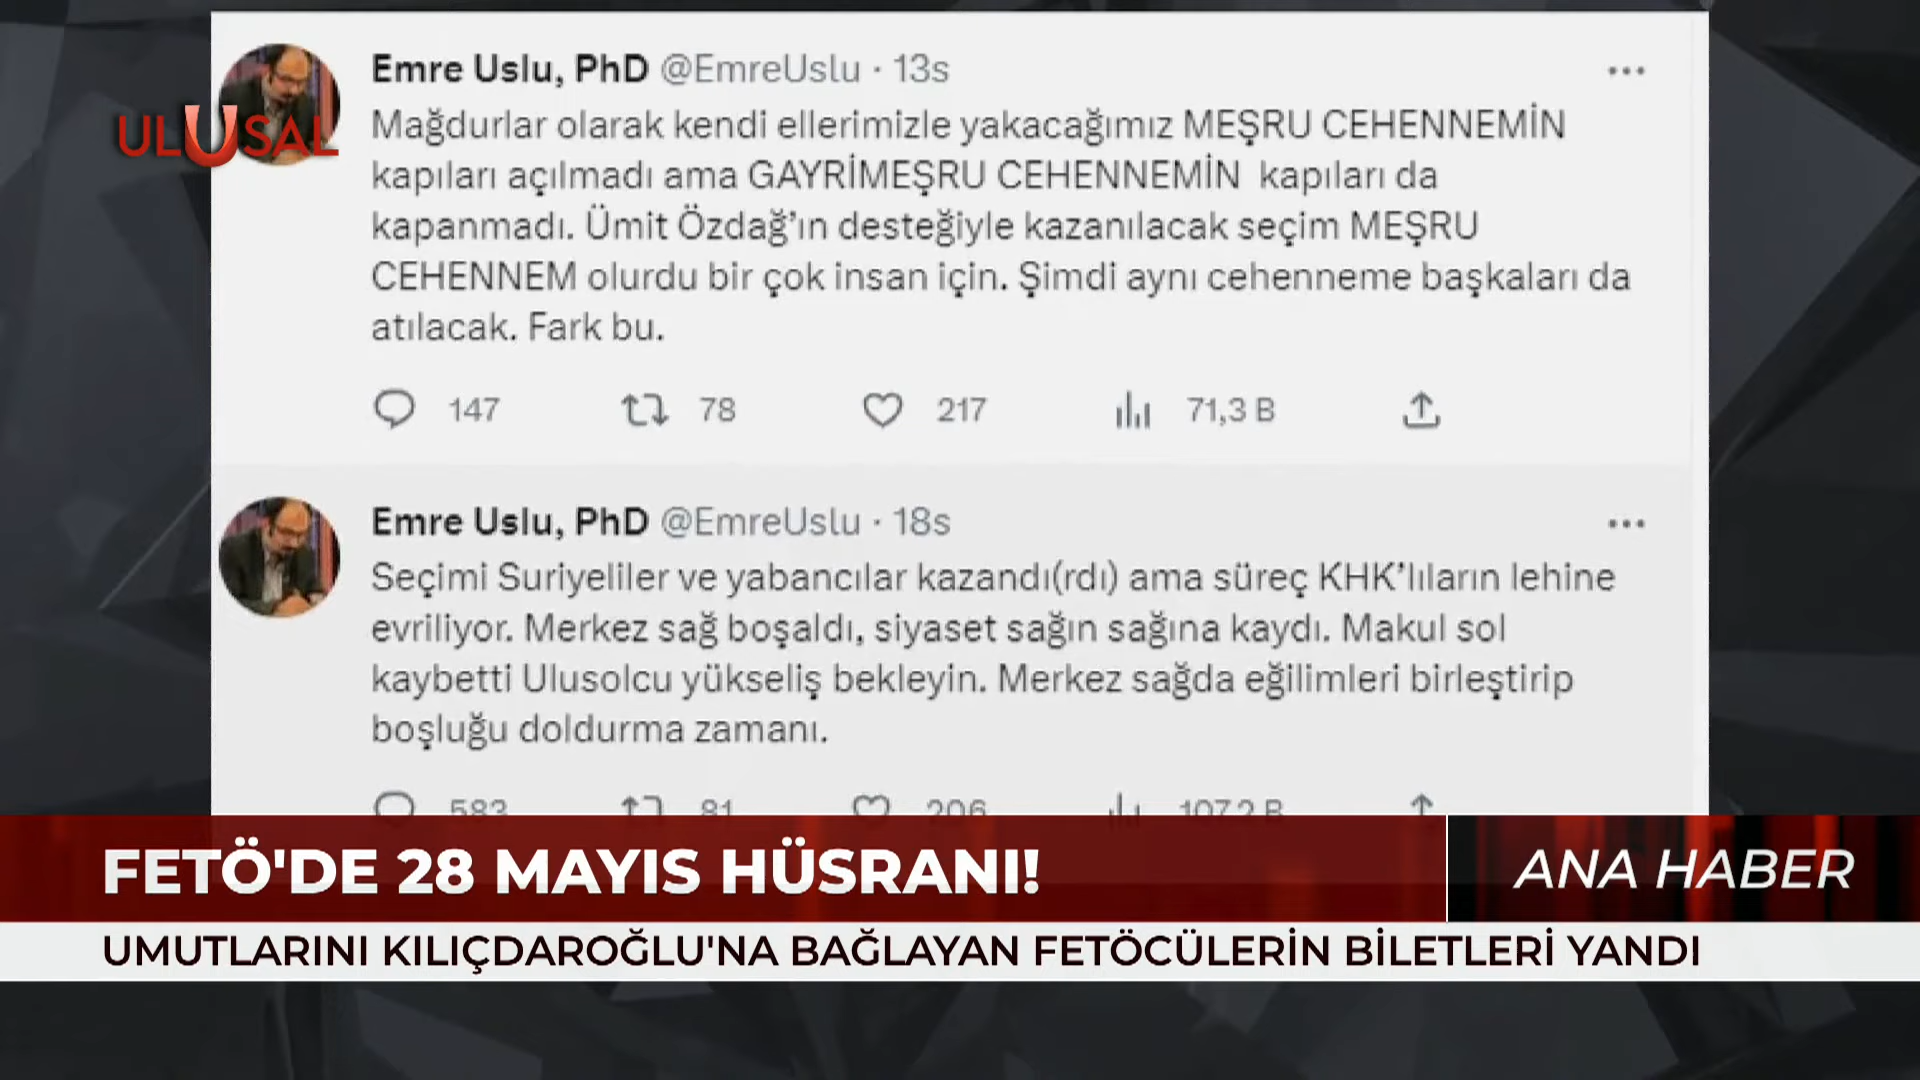 Emre Uslu, PhD @EmreUslu · 13s
ULUSAL
Mağdurlar olarak kendi ellerimizle yakacağımız MEŞRU CEHENNEMİN
kapıları açılmadı ama GAYRİMEŞRU CEHENNEMİN kapıları da
kapanmadı. Ümit Özdağ’ın desteğiyle kazanılacak seçim MEŞRU
CEHENNEM olurdu bir çok insan için. Şimdi aynı cehenneme başkaları da
atılacak. Fark bu.
147 78 217 71,3 B
Emre Uslu, PhD @EmreUslu · 18s
Seçimi Suriyeliler ve yabancılar kazandı(rdı) ama süreç KHK’lıların lehine
evriliyor. Merkez sağ boşaldı, siyaset sağın sağına kaydı. Makul sol
kaybetti Ulusolcu yükseliş bekleyin. Merkez sağda eğilimleri birleştirip
boşluğu doldurma zamanı.
583 81 206 107,2 B
FETÖ'DE 28 MAYIS HÜSRANI!
ANA HABER
UMUTLARINI KILIÇDAROĞLU'NA BAĞLAYAN FETÖCÜLERİN BİLETLERİ YANDI